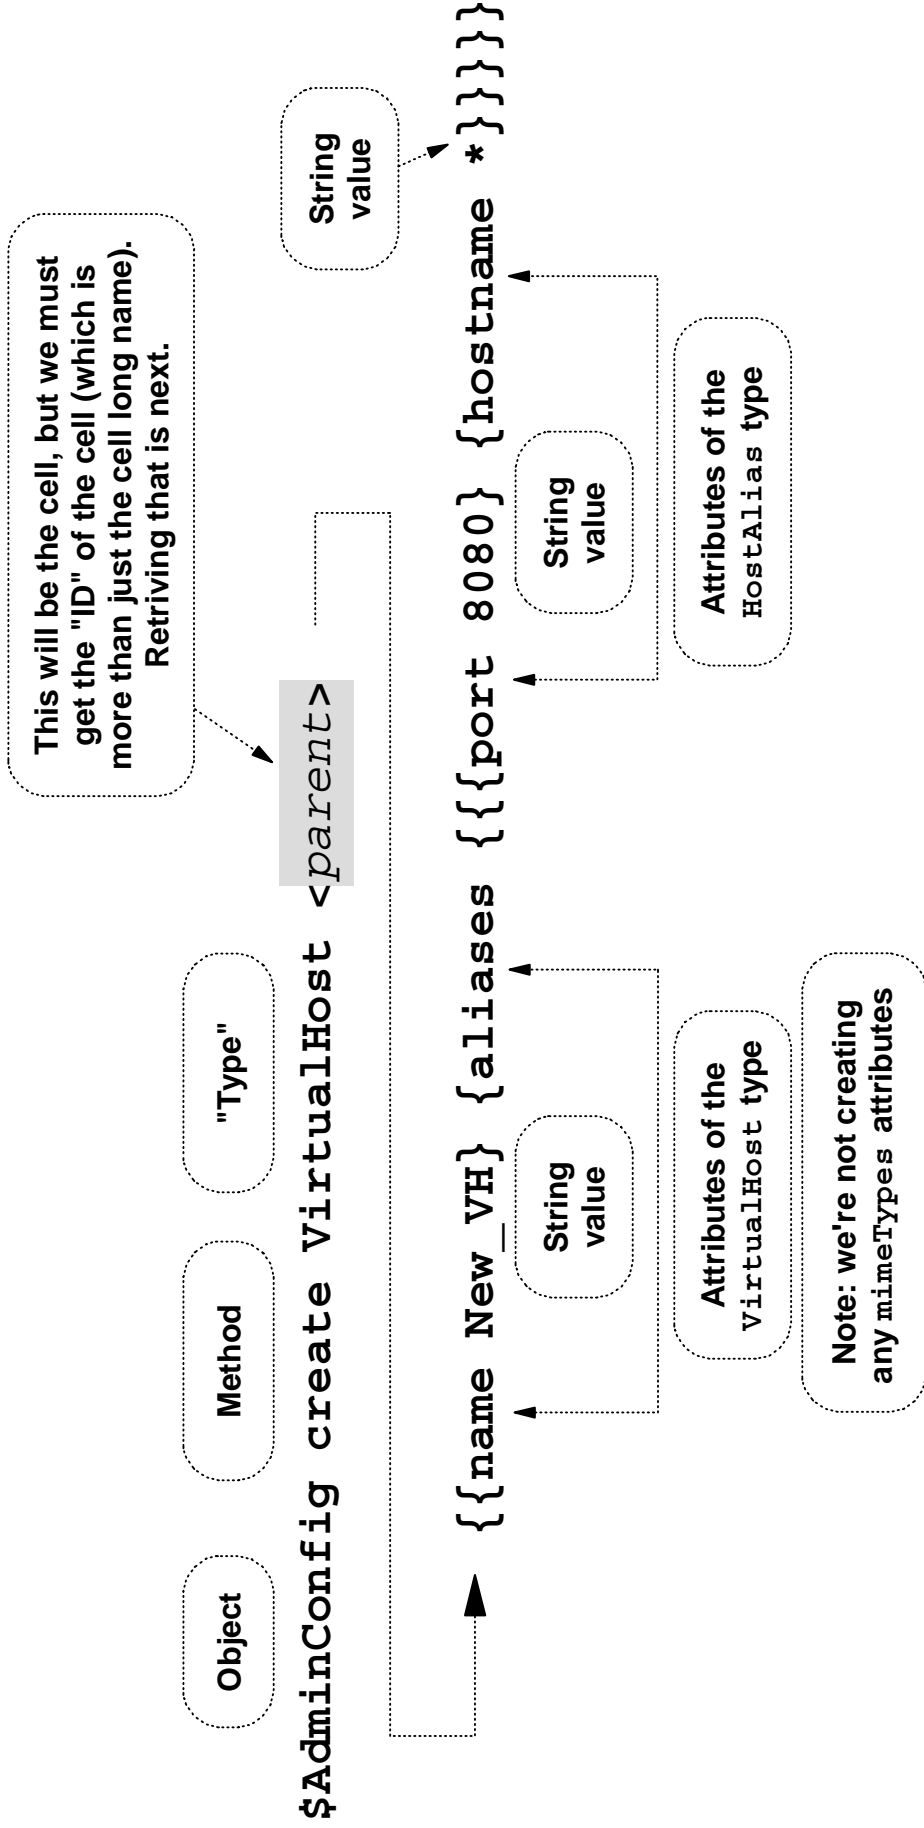 This will be the cell, but we must
get the "ID" of the cell (which is
more than just the cell long name).
Retriving that is next.
Object
Method
"Type"
$AdminConfig create VirtualHost <parent>
String
value
{{name New_VH} {aliases {{{port 8080} {hostname *}}}}}
String
value
String
value
Attributes of the
VirtualHost type
Attributes of the
HostAlias type
Note: we're not creating
any mimeTypes attributes